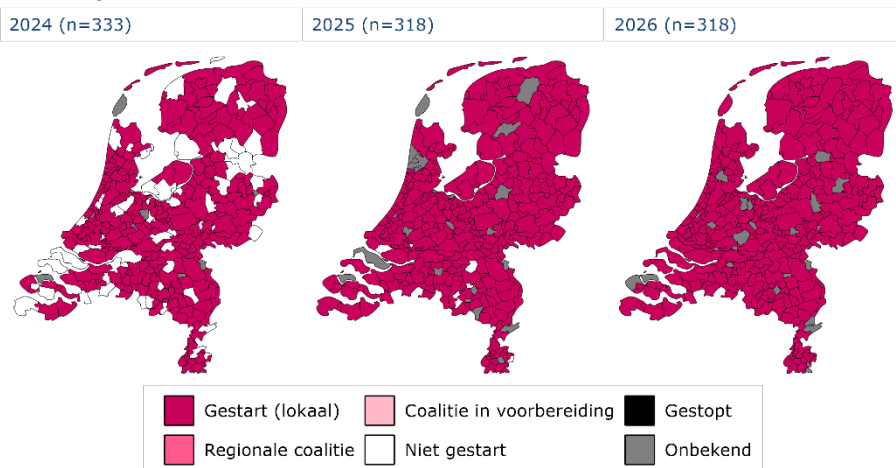 2024 (n=333)
2025 (n=318)
2026 (n=318)
Gestart (lokaal)
Coalitie in voorbereiding
Gestopt
Regionale coalitie
Niet gestart
Onbekend